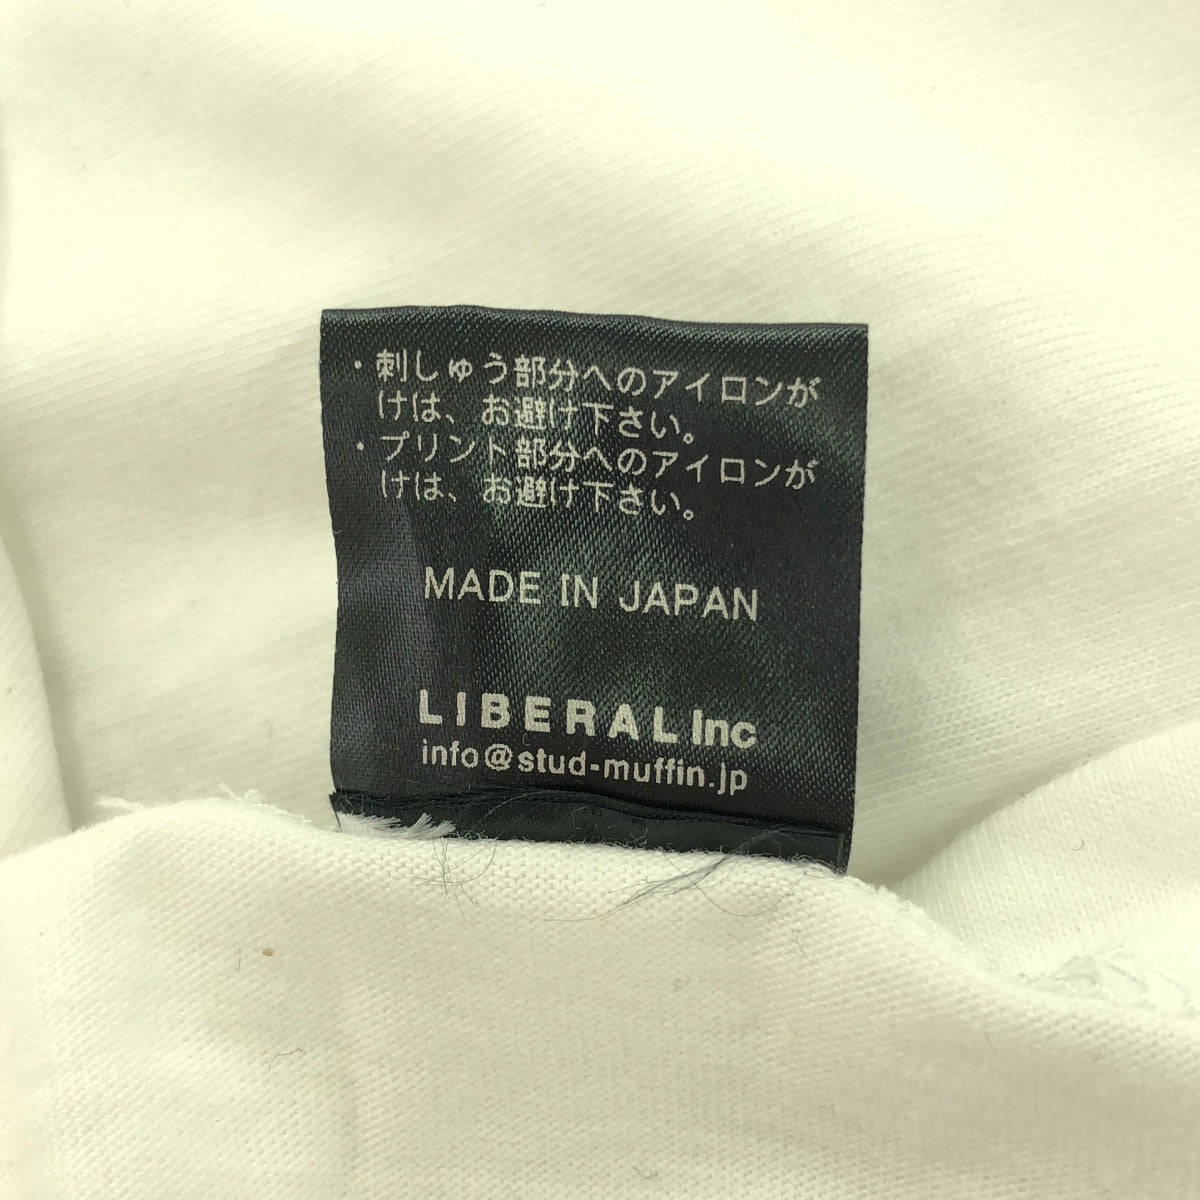 ・刺しゅう部分へのアイロンが
けは、お避け下さい。
・プリント部分へのアイロンが
けは、お避け下さい。
MADE IN JAPAN
LIBERAL Inc
info@stud-muffin.jp